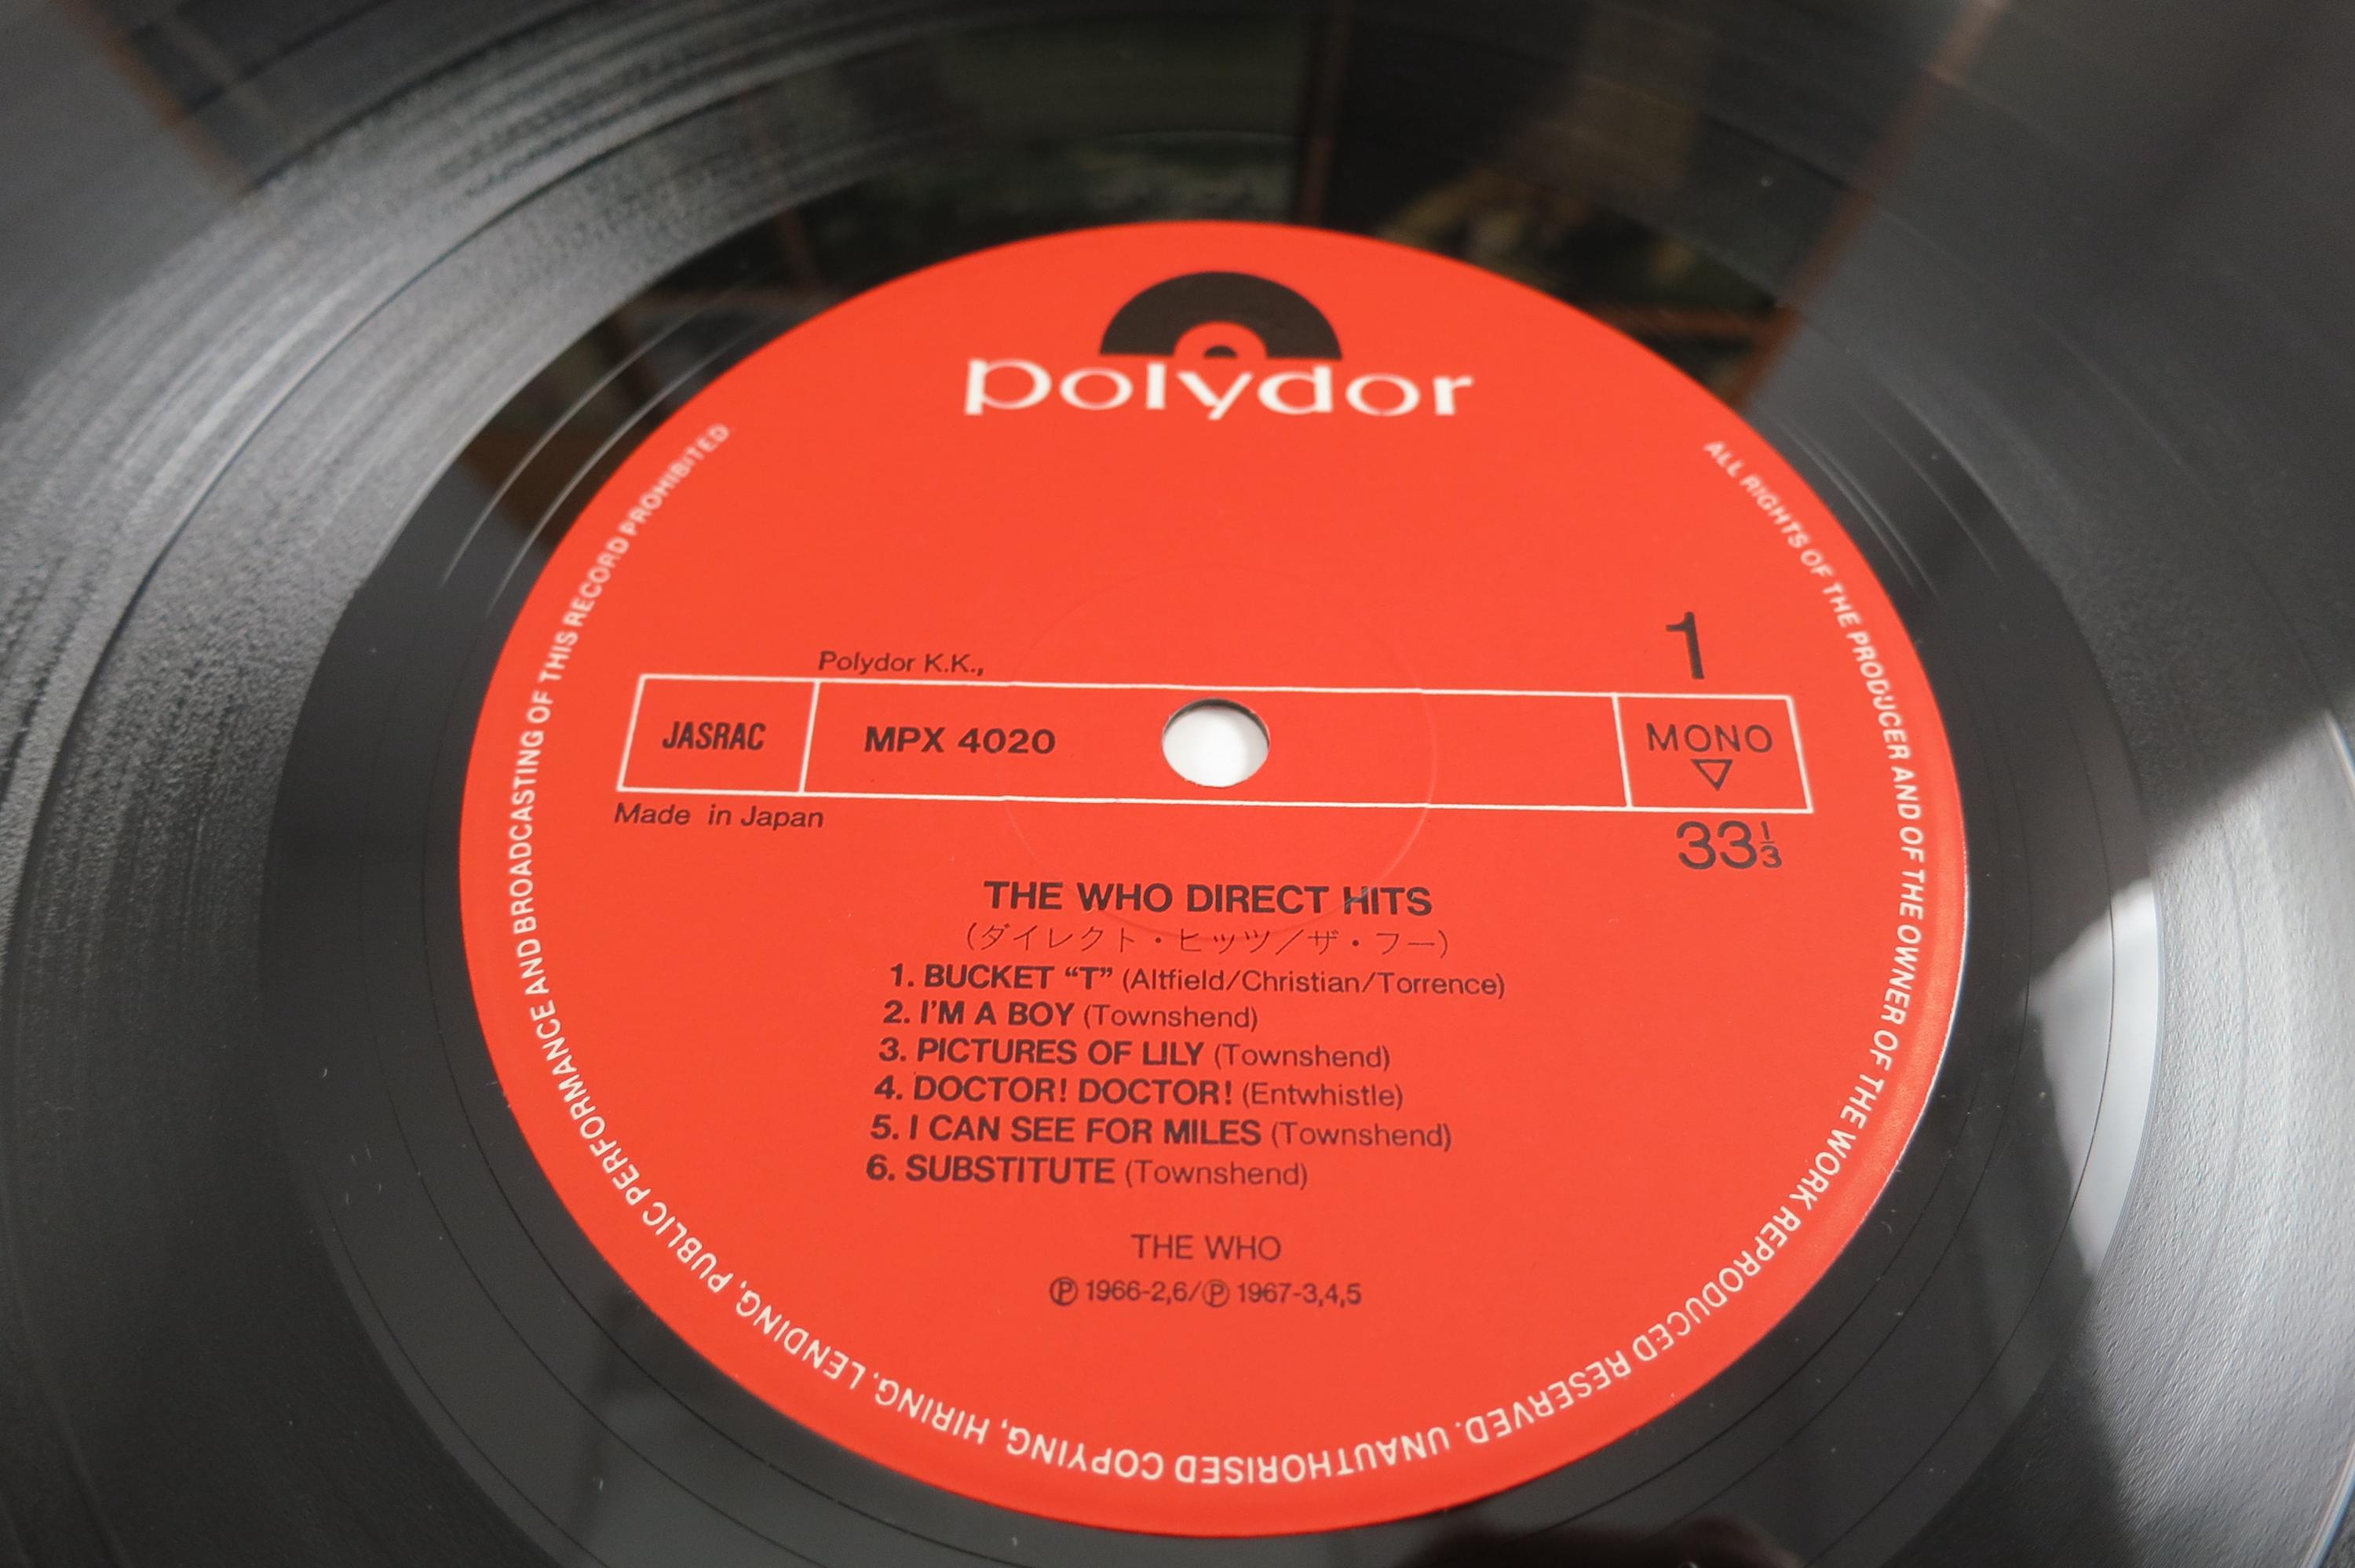 polydor
1
Polydor K.K.,
JASRAC
MPX 4020
MONO
Made in Japan
33⅓
THE WHO DIRECT HITS
(ダイレクト・ヒッツ/ザ・フー)
1. BUCKET “T” (Altfield/Christian/Torrence)
2. I'M A BOY (Townshend)
3. PICTURES OF LILY (Townshend)
4. DOCTOR! DOCTOR! (Entwhistle)
5. I CAN SEE FOR MILES (Townshend)
6. SUBSTITUTE (Townshend)
THE WHO
Ⓟ 1966-2,6/Ⓟ 1967-3,4,5
ALL RIGHTS OF THE PRODUCER AND OF THE OWNER OF THE WORK REPRODUCED RESERVED. UNAUTHORISED COPYING, HIRING, LENDING, PUBLIC PERFORMANCE AND BROADCASTING OF THIS RECORD PROHIBITED.